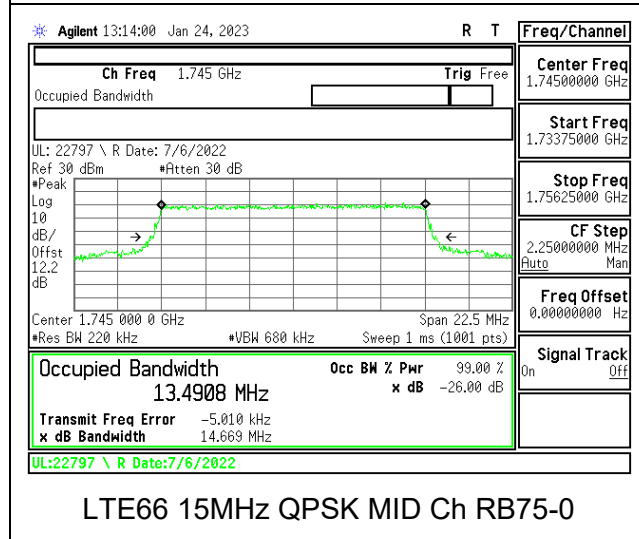 Agilent 13:14:00 Jan 24, 2023 R T
Freq/Channel
Ch Freq 1.745 GHz Trig Free
Occupied Bandwidth
Center Freq
1.74500000 GHz
Start Freq
1.73375000 GHz
Stop Freq
1.75625000 GHz
CF Step
2.25000000 MHz
Auto Man
Freq Offset
0.00000000 Hz
Signal Track
On Off
UL: 22797 \ R Date: 7/6/2022
Ref 30 dBm #Atten 30 dB
#Peak
Log
10
dB/
Offst
12.2
dB
Center 1.745 000 0 GHz Span 22.5 MHz
#Res BW 220 kHz #VBW 680 kHz Sweep 1 ms (1001 pts)
Occupied Bandwidth Occ BW % Pwr 99.00 %
13.4908 MHz x dB -26.00 dB
Transmit Freq Error -5.010 kHz
x dB Bandwidth 14.669 MHz
UL:22797 \ R Date:7/6/2022
LTE66 15MHz QPSK MID Ch RB75-0